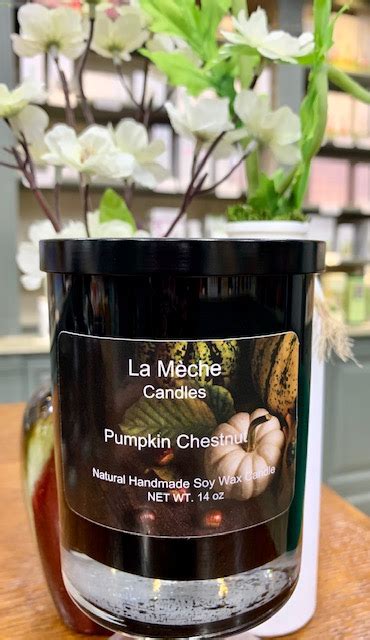 La Mèche
Candles
Pumpkin Chestnut
Natural Handmade Soy Wax Candle
NET WT. 14 oz